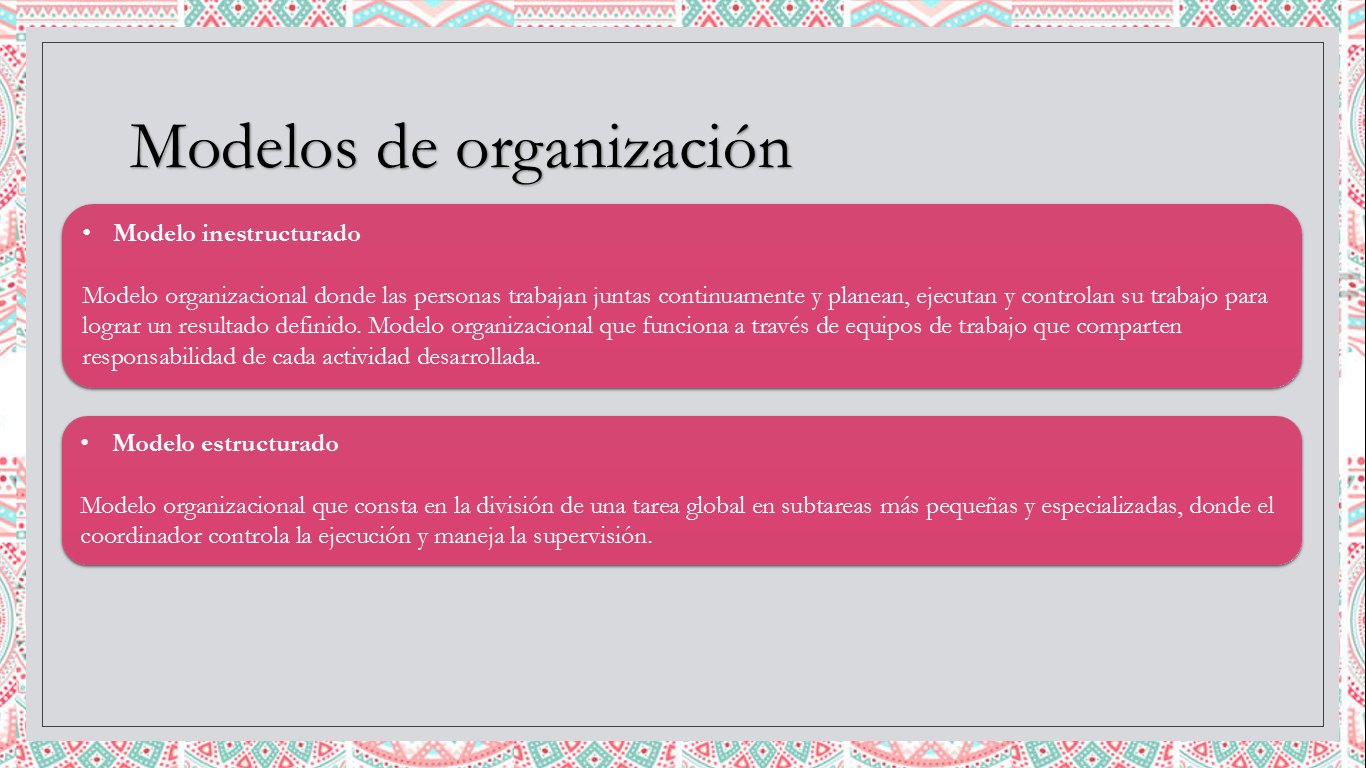 Modelos de organización
• Modelo inestructurado
Modelo organizacional donde las personas trabajan juntas continuamente y planean, ejecutan y controlan su trabajo para
lograr un resultado definido. Modelo organizacional que funciona a través de equipos de trabajo que comparten
responsabilidad de cada actividad desarrollada.
• Modelo estructurado
Modelo organizacional que consta en la división de una tarea global en subtareas más pequeñas y especializadas, donde el
coordinador controla la ejecución y maneja la supervisión.